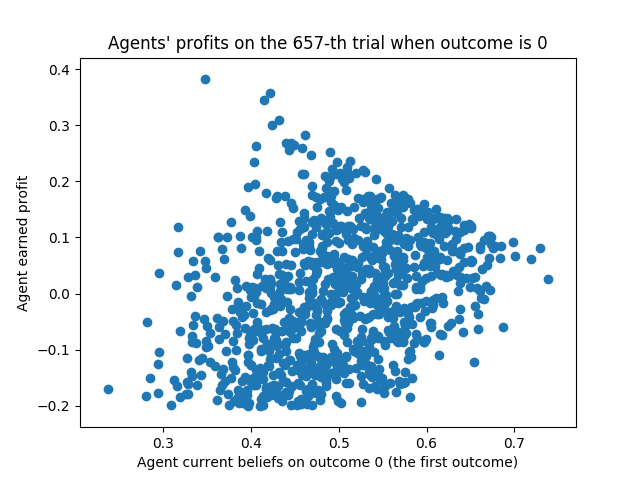 Agents' profits on the 657-th trial when outcome is 0
0.4
0.3
0.2
0.1
0.0
−0.1
−0.2
Agent earned profit
0.3 0.4 0.5 0.6 0.7
Agent current beliefs on outcome 0 (the first outcome)